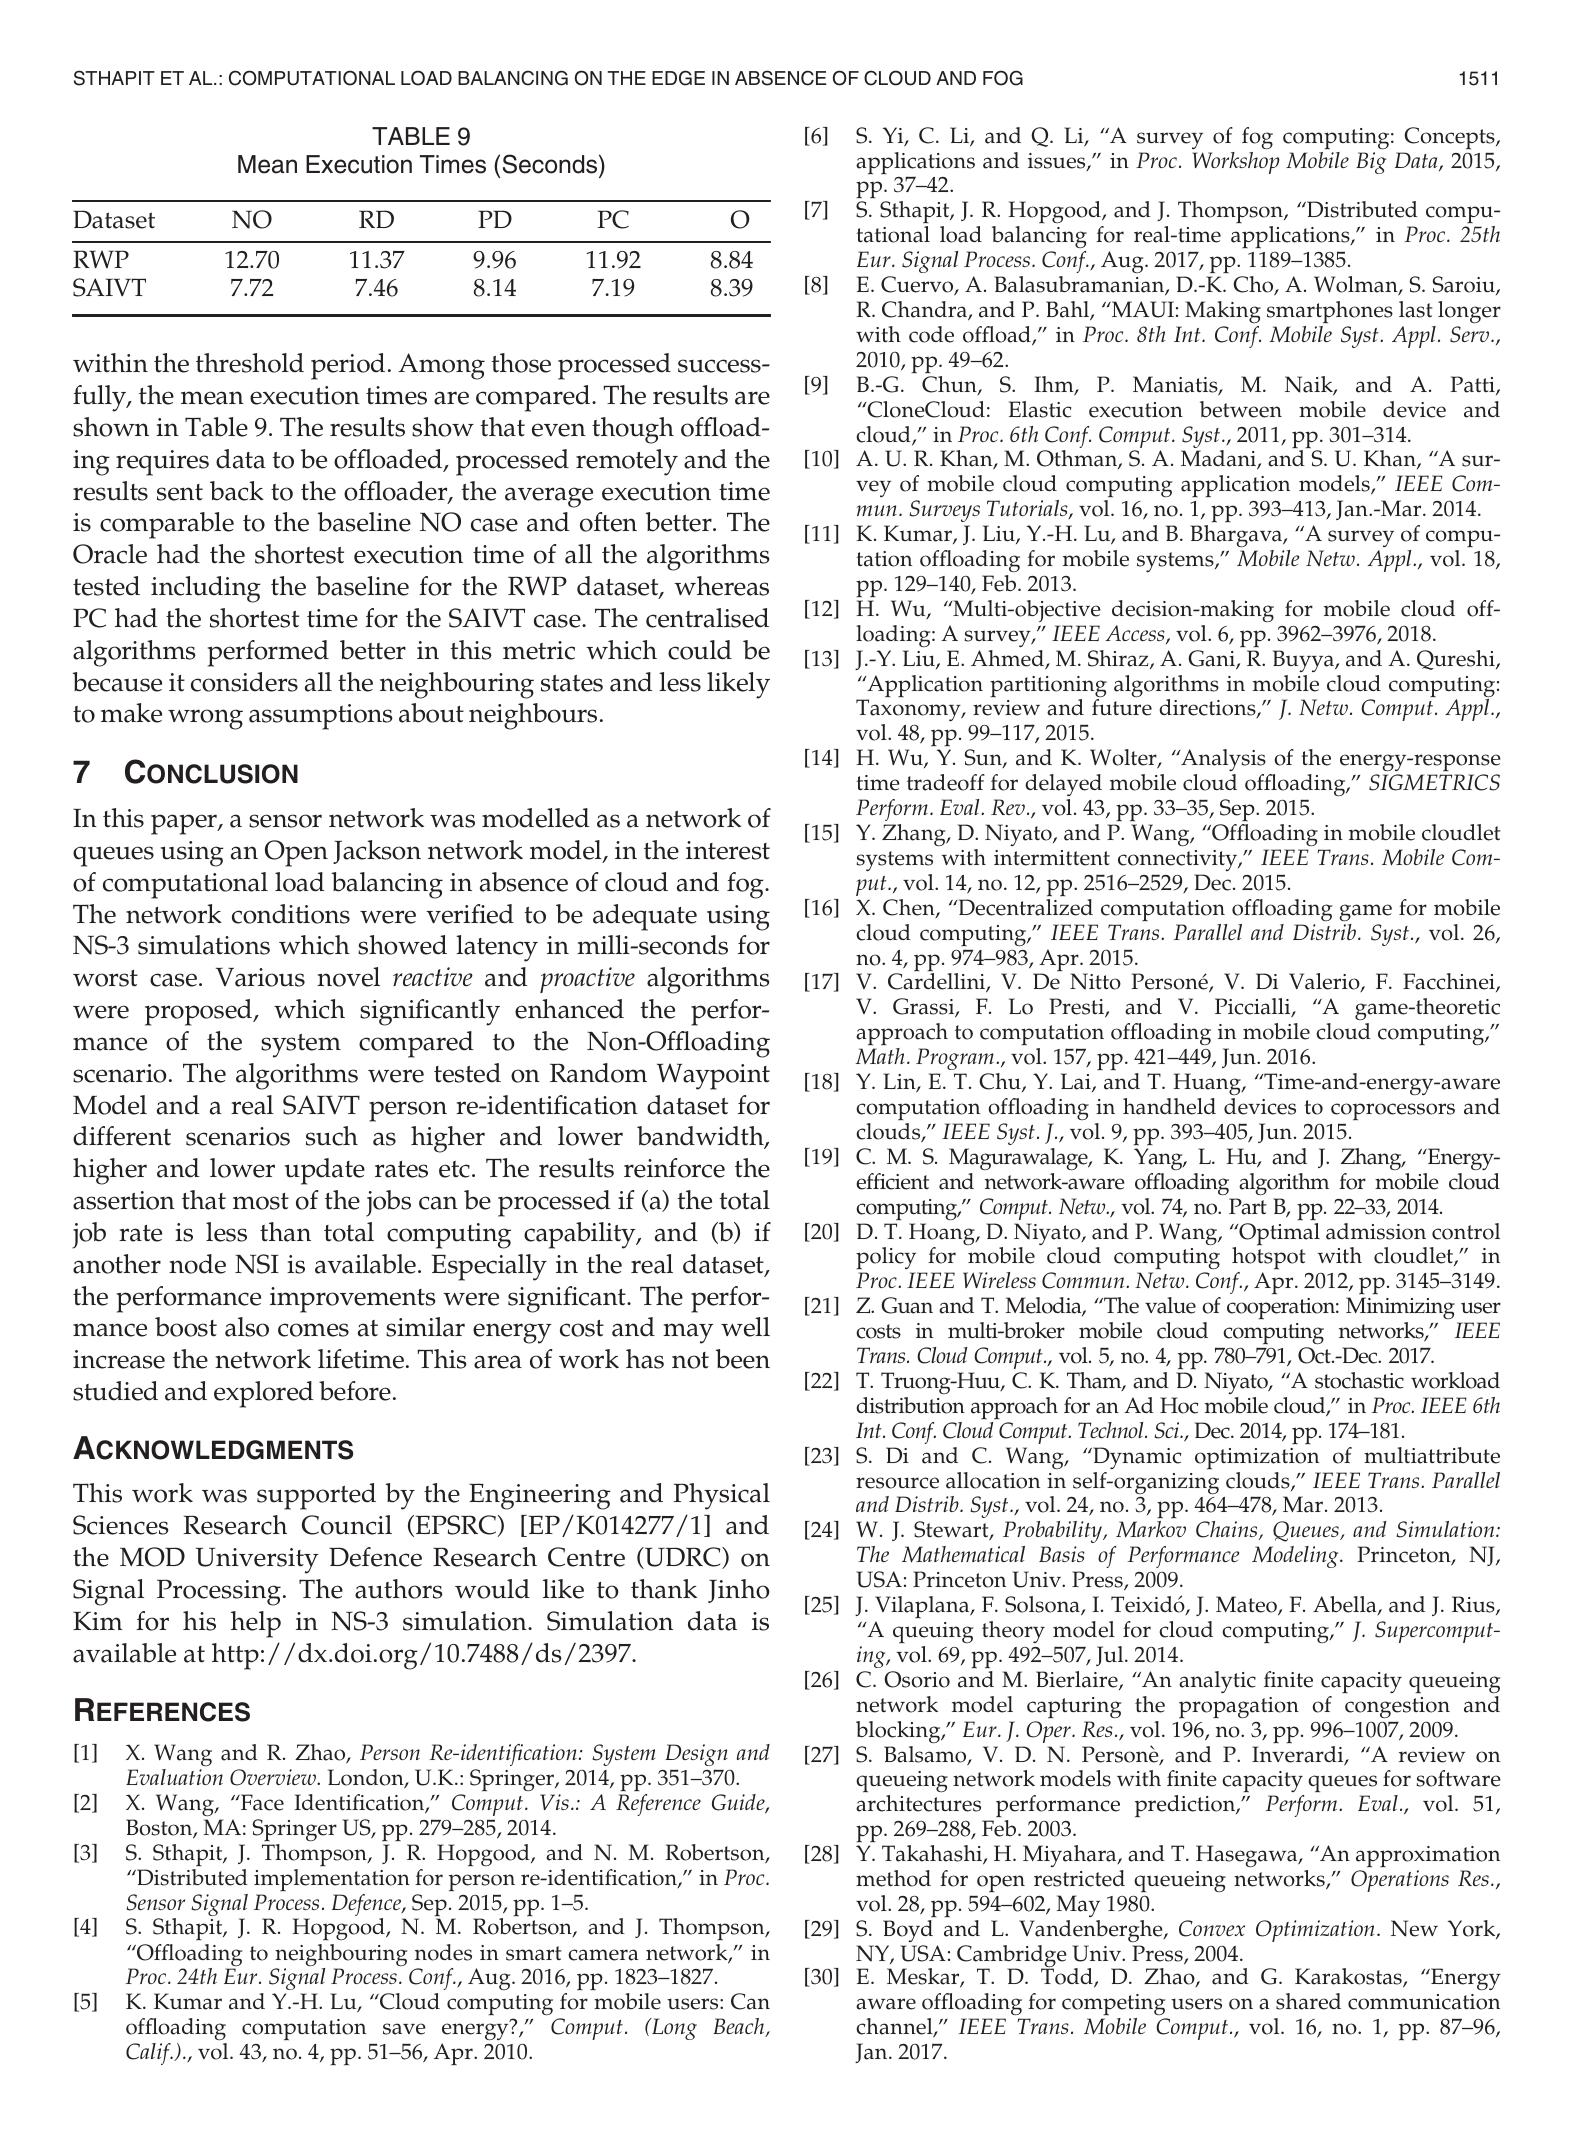 STHAPIT ET AL.: COMPUTATIONAL LOAD BALANCING ON THE EDGE IN ABSENCE OF CLOUD AND FOG 1511
TABLE 9
Mean Execution Times (Seconds)
Dataset NO RD PD PC O
RWP 12.70 11.37 9.96 11.92 8.84
SAIVT 7.72 7.46 8.14 7.19 8.39
within the threshold period. Among those processed success-
fully, the mean execution times are compared. The results are
shown in Table 9. The results show that even though offload-
ing requires data to be offloaded, processed remotely and the
results sent back to the offloader, the average execution time
is comparable to the baseline NO case and often better. The
Oracle had the shortest execution time of all the algorithms
tested including the baseline for the RWP dataset, whereas
PC had the shortest time for the SAIVT case. The centralised
algorithms performed better in this metric which could be
because it considers all the neighbouring states and less likely
to make wrong assumptions about neighbours.
7 CONCLUSION
In this paper, a sensor network was modelled as a network of
queues using an Open Jackson network model, in the interest
of computational load balancing in absence of cloud and fog.
The network conditions were verified to be adequate using
NS-3 simulations which showed latency in milli-seconds for
worst case. Various novel reactive and proactive algorithms
were proposed, which significantly enhanced the perfor-
mance of the system compared to the Non-Offloading
scenario. The algorithms were tested on Random Waypoint
Model and a real SAIVT person re-identification dataset for
different scenarios such as higher and lower bandwidth,
higher and lower update rates etc. The results reinforce the
assertion that most of the jobs can be processed if (a) the total
job rate is less than total computing capability, and (b) if
another node NSI is available. Especially in the real dataset,
the performance improvements were significant. The perfor-
mance boost also comes at similar energy cost and may well
increase the network lifetime. This area of work has not been
studied and explored before.
ACKNOWLEDGMENTS
This work was supported by the Engineering and Physical
Sciences Research Council (EPSRC) [EP/K014277/1] and
the MOD University Defence Research Centre (UDRC) on
Signal Processing. The authors would like to thank Jinho
Kim for his help in NS-3 simulation. Simulation data is
available at http://dx.doi.org/10.7488/ds/2397.
REFERENCES
[1] X. Wang and R. Zhao, Person Re-identification: System Design and
Evaluation Overview. London, U.K.: Springer, 2014, pp. 351–370.
[2] X. Wang, “Face Identification,” Comput. Vis.: A Reference Guide,
Boston, MA: Springer US, pp. 279–285, 2014.
[3] S. Sthapit, J. Thompson, J. R. Hopgood, and N. M. Robertson,
“Distributed implementation for person re-identification,” in Proc.
Sensor Signal Process. Defence, Sep. 2015, pp. 1–5.
[4] S. Sthapit, J. R. Hopgood, N. M. Robertson, and J. Thompson,
“Offloading to neighbouring nodes in smart camera network,” in
Proc. 24th Eur. Signal Process. Conf., Aug. 2016, pp. 1823–1827.
[5] K. Kumar and Y.-H. Lu, “Cloud computing for mobile users: Can
offloading computation save energy?,” Comput. (Long Beach,
Calif.)., vol. 43, no. 4, pp. 51–56, Apr. 2010.
[6] S. Yi, C. Li, and Q. Li, “A survey of fog computing: Concepts,
applications and issues,” in Proc. Workshop Mobile Big Data, 2015,
pp. 37–42.
[7] S. Sthapit, J. R. Hopgood, and J. Thompson, “Distributed compu-
tational load balancing for real-time applications,” in Proc. 25th
Eur. Signal Process. Conf., Aug. 2017, pp. 1189–1385.
[8] E. Cuervo, A. Balasubramanian, D.-K. Cho, A. Wolman, S. Saroiu,
R. Chandra, and P. Bahl, “MAUI: Making smartphones last longer
with code offload,” in Proc. 8th Int. Conf. Mobile Syst. Appl. Serv.,
2010, pp. 49–62.
[9] B.-G. Chun, S. Ihm, P. Maniatis, M. Naik, and A. Patti,
“CloneCloud: Elastic execution between mobile device and
cloud,” in Proc. 6th Conf. Comput. Syst., 2011, pp. 301–314.
[10] A. U. R. Khan, M. Othman, S. A. Madani, and S. U. Khan, “A sur-
vey of mobile cloud computing application models,” IEEE Com-
mun. Surveys Tutorials, vol. 16, no. 1, pp. 393–413, Jan.-Mar. 2014.
[11] K. Kumar, J. Liu, Y.-H. Lu, and B. Bhargava, “A survey of compu-
tation offloading for mobile systems,” Mobile Netw. Appl., vol. 18,
pp. 129–140, Feb. 2013.
[12] H. Wu, “Multi-objective decision-making for mobile cloud off-
loading: A survey,” IEEE Access, vol. 6, pp. 3962–3976, 2018.
[13] J.-Y. Liu, E. Ahmed, M. Shiraz, A. Gani, R. Buyya, and A. Qureshi,
“Application partitioning algorithms in mobile cloud computing:
Taxonomy, review and future directions,” J. Netw. Comput. Appl.,
vol. 48, pp. 99–117, 2015.
[14] H. Wu, Y. Sun, and K. Wolter, “Analysis of the energy-response
time tradeoff for delayed mobile cloud offloading,” SIGMETRICS
Perform. Eval. Rev., vol. 43, pp. 33–35, Sep. 2015.
[15] Y. Zhang, D. Niyato, and P. Wang, “Offloading in mobile cloudlet
systems with intermittent connectivity,” IEEE Trans. Mobile Com-
put., vol. 14, no. 12, pp. 2516–2529, Dec. 2015.
[16] X. Chen, “Decentralized computation offloading game for mobile
cloud computing,” IEEE Trans. Parallel and Distrib. Syst., vol. 26,
no. 4, pp. 974–983, Apr. 2015.
[17] V. Cardellini, V. De Nitto Personé, V. Di Valerio, F. Facchinei,
V. Grassi, F. Lo Presti, and V. Piccialli, “A game-theoretic
approach to computation offloading in mobile cloud computing,”
Math. Program., vol. 157, pp. 421–449, Jun. 2016.
[18] Y. Lin, E. T. Chu, Y. Lai, and T. Huang, “Time-and-energy-aware
computation offloading in handheld devices to coprocessors and
clouds,” IEEE Syst. J., vol. 9, pp. 393–405, Jun. 2015.
[19] C. M. S. Magurawalage, K. Yang, L. Hu, and J. Zhang, “Energy-
efficient and network-aware offloading algorithm for mobile cloud
computing,” Comput. Netw., vol. 74, no. Part B, pp. 22–33, 2014.
[20] D. T. Hoang, D. Niyato, and P. Wang, “Optimal admission control
policy for mobile cloud computing hotspot with cloudlet,” in
Proc. IEEE Wireless Commun. Netw. Conf., Apr. 2012, pp. 3145–3149.
[21] Z. Guan and T. Melodia, “The value of cooperation: Minimizing user
costs in multi-broker mobile cloud computing networks,” IEEE
Trans. Cloud Comput., vol. 5, no. 4, pp. 780–791, Oct.-Dec. 2017.
[22] T. Truong-Huu, C. K. Tham, and D. Niyato, “A stochastic workload
distribution approach for an Ad Hoc mobile cloud,” in Proc. IEEE 6th
Int. Conf. Cloud Comput. Technol. Sci., Dec. 2014, pp. 174–181.
[23] S. Di and C. Wang, “Dynamic optimization of multiattribute
resource allocation in self-organizing clouds,” IEEE Trans. Parallel
and Distrib. Syst., vol. 24, no. 3, pp. 464–478, Mar. 2013.
[24] W. J. Stewart, Probability, Markov Chains, Queues, and Simulation:
The Mathematical Basis of Performance Modeling. Princeton, NJ,
USA: Princeton Univ. Press, 2009.
[25] J. Vilaplana, F. Solsona, I. Teixidó, J. Mateo, F. Abella, and J. Rius,
“A queuing theory model for cloud computing,” J. Supercomput-
ing, vol. 69, pp. 492–507, Jul. 2014.
[26] C. Osorio and M. Bierlaire, “An analytic finite capacity queueing
network model capturing the propagation of congestion and
blocking,” Eur. J. Oper. Res., vol. 196, no. 3, pp. 996–1007, 2009.
[27] S. Balsamo, V. D. N. Personè, and P. Inverardi, “A review on
queueing network models with finite capacity queues for software
architectures performance prediction,” Perform. Eval., vol. 51,
pp. 269–288, Feb. 2003.
[28] Y. Takahashi, H. Miyahara, and T. Hasegawa, “An approximation
method for open restricted queueing networks,” Operations Res.,
vol. 28, pp. 594–602, May 1980.
[29] S. Boyd and L. Vandenberghe, Convex Optimization. New York,
NY, USA: Cambridge Univ. Press, 2004.
[30] E. Meskar, T. D. Todd, D. Zhao, and G. Karakostas, “Energy
aware offloading for competing users on a shared communication
channel,” IEEE Trans. Mobile Comput., vol. 16, no. 1, pp. 87–96,
Jan. 2017.